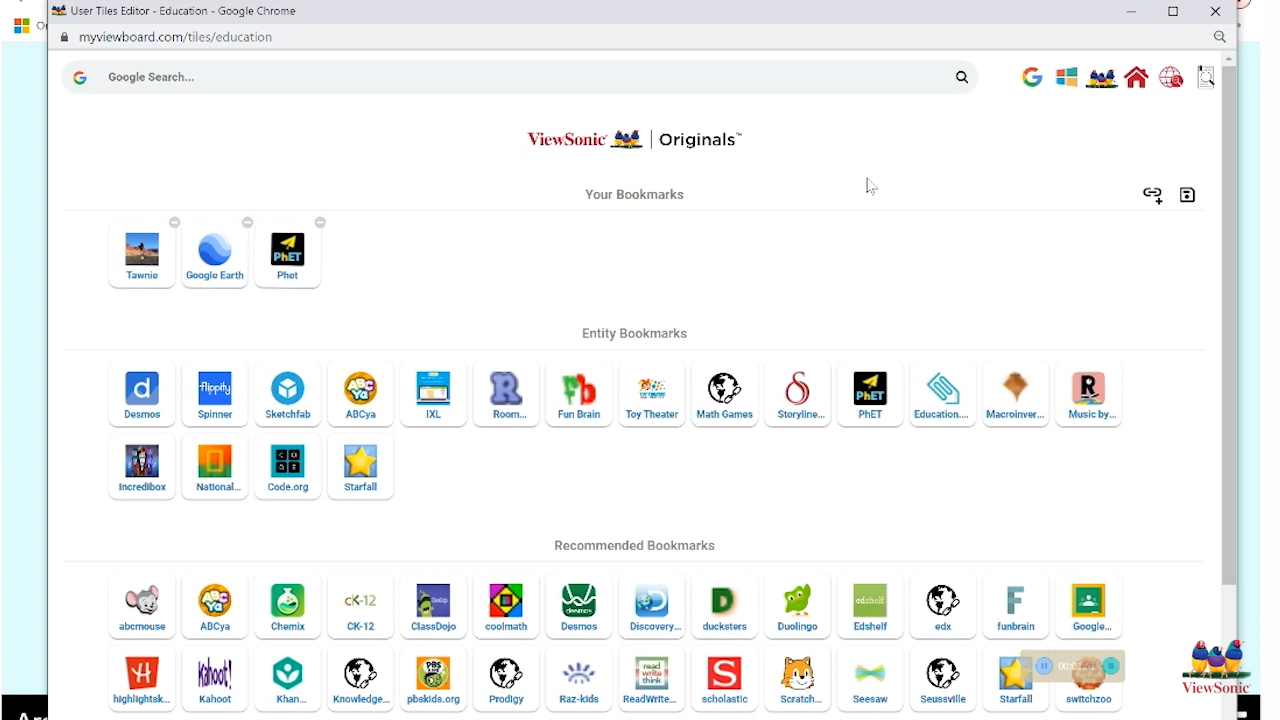 User Tiles Editor - Education - Google Chrome
myviewboard.com/tiles/education
Google Search...
ViewSonic® | Originals™
Your Bookmarks
Tawnie Google Earth Phet
Entity Bookmarks
Desmos Spinner Sketchfab ABCya IXL Room... Fun Brain Toy Theater Math Games Storyline... PhET Education.... Macroinver... Music by...
Incredibox National... Code.org Starfall
Recommended Bookmarks
abcmouse ABCya Chemix CK-12 ClassDojo coolmath Desmos Discovery... ducksters Duolingo Edshelf edx funbrain Google...
highlightsk... Kahoot Khan... Knowledge... pbskids.org Prodigy Raz-kids ReadWrite... scholastic Scratch... Seesaw Seussville Starfall switchzoo
ViewSonic®